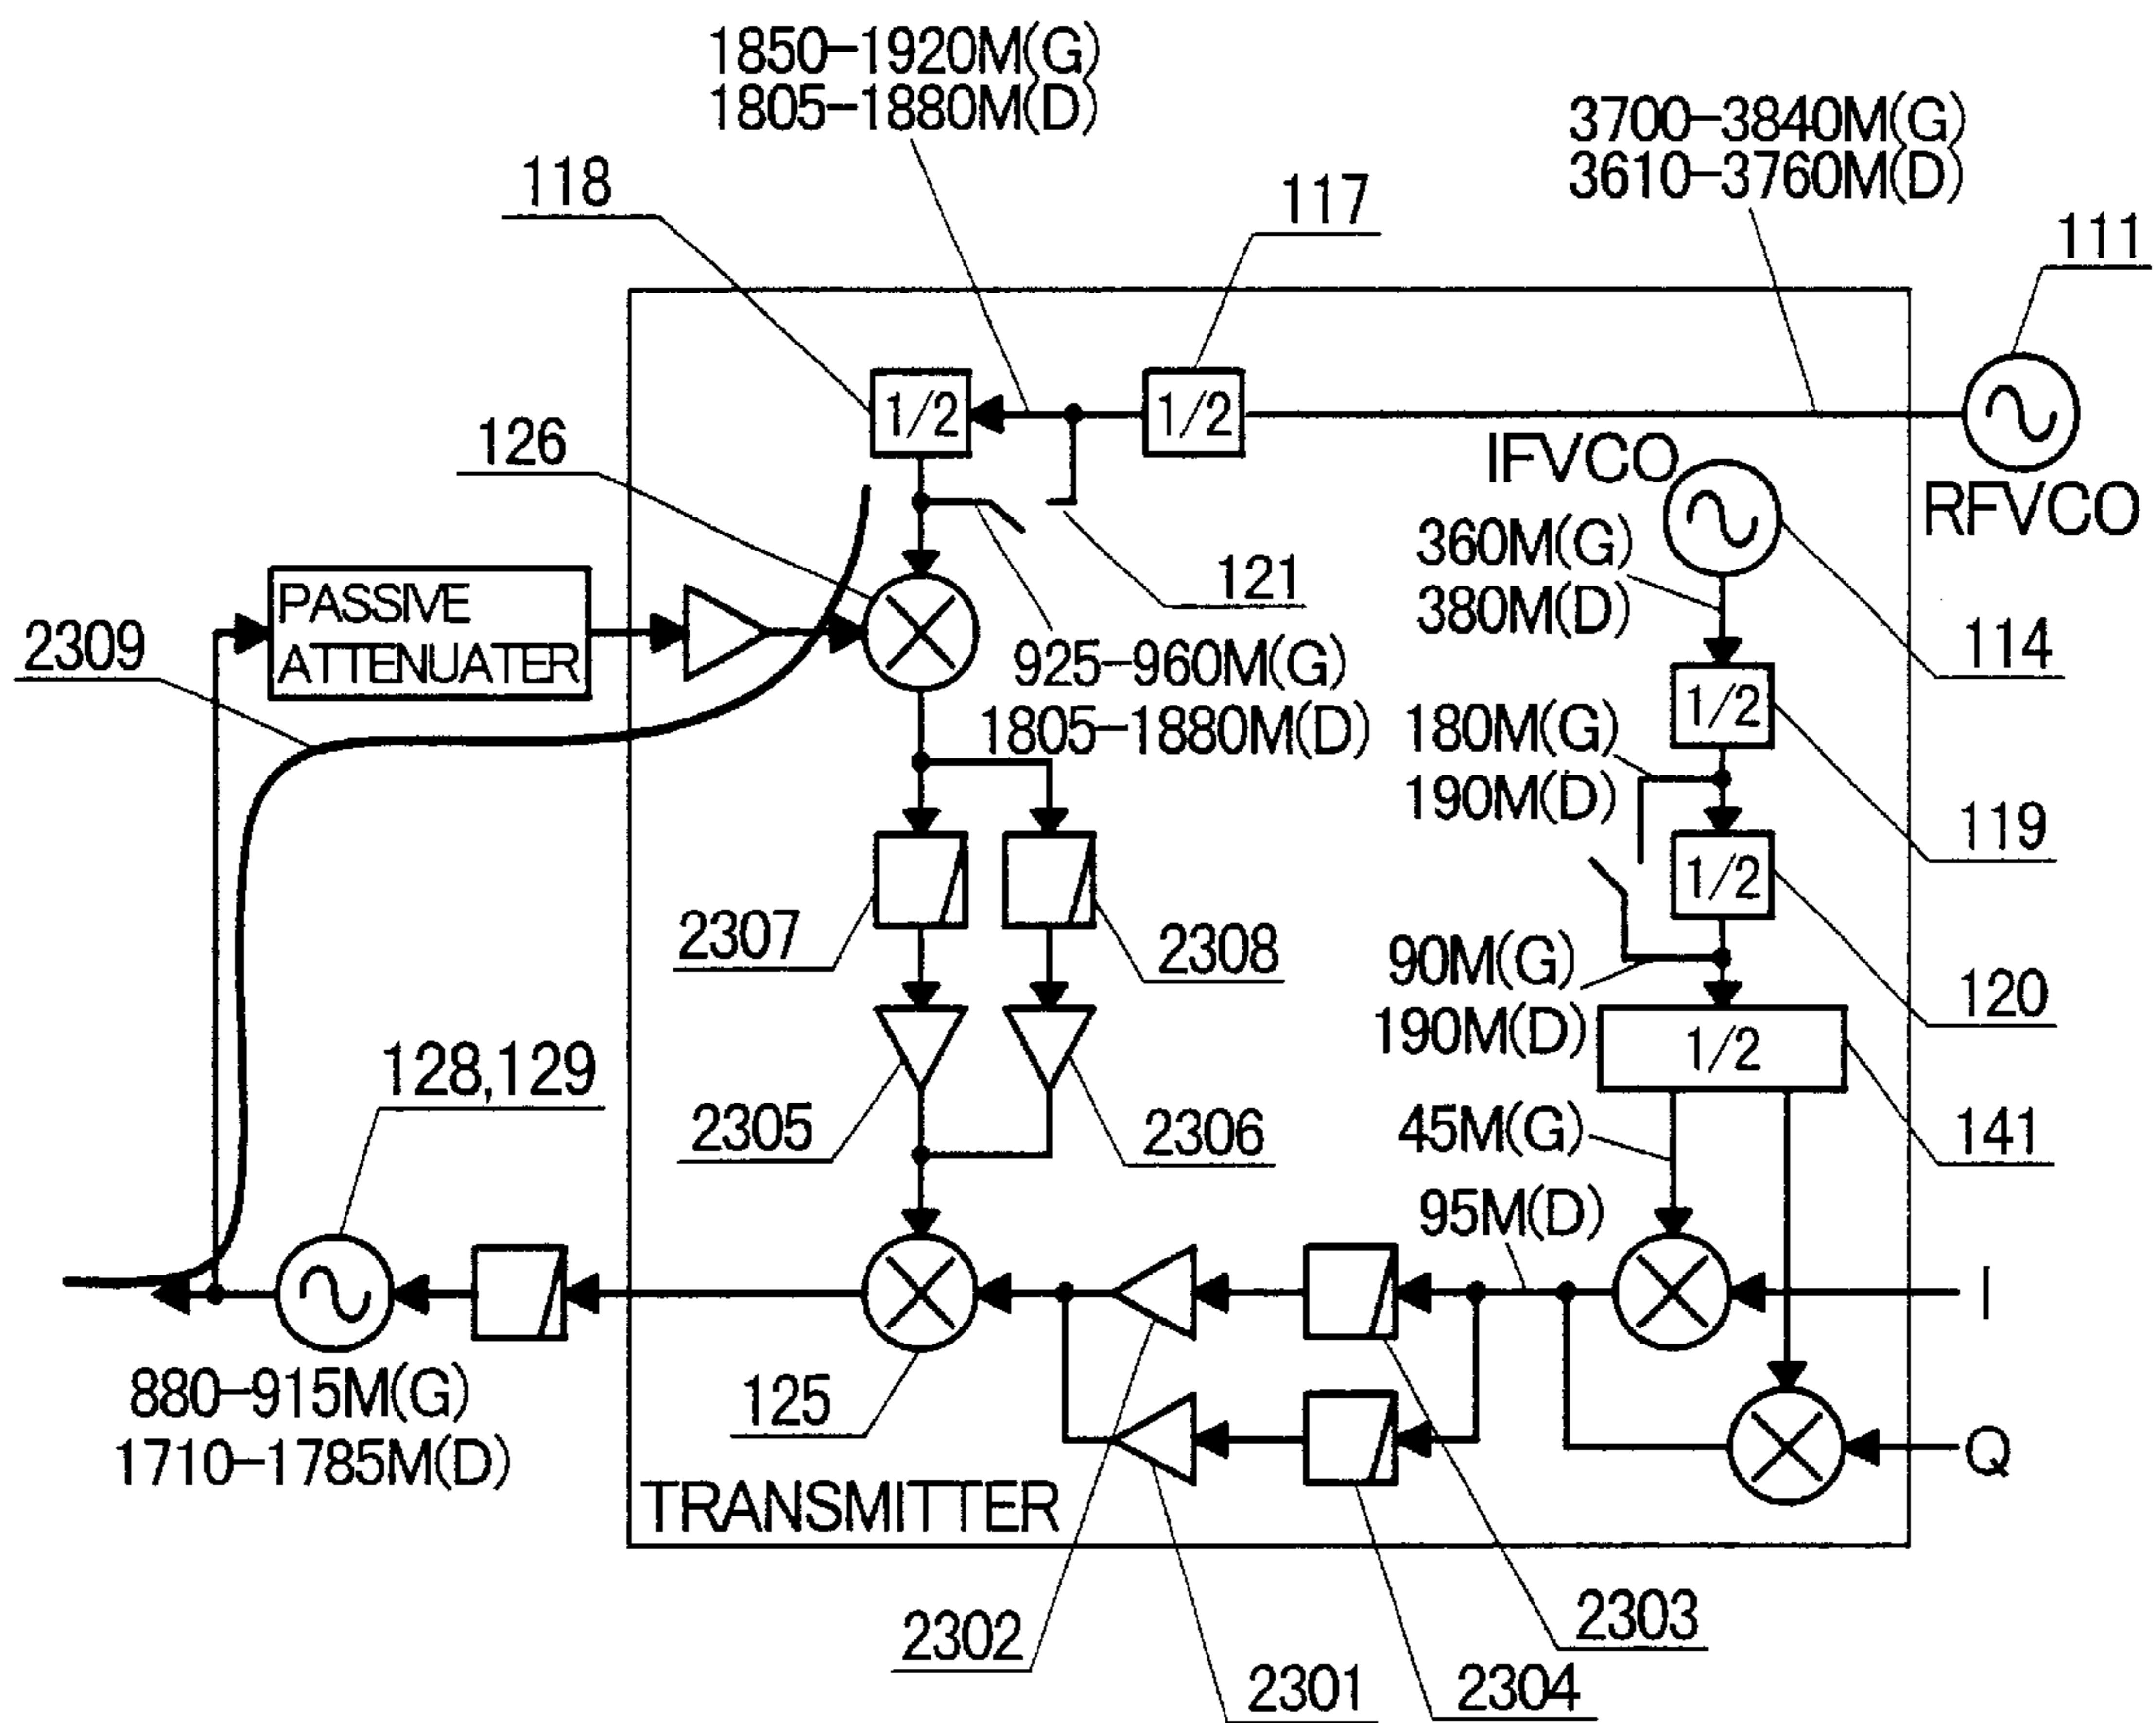 1850-1920M(G)
1805-1880M(D)
3700-3840M(G)
3610-3760M(D)
118
117
111
1/2
1/2
126
IFVCO
RFVCO
360M(G)
380M(D)
121
PASSIVE
ATTENUATER
2309
114
925-960M(G)
1805-1880M(D)
1/2
180M(G)
190M(D)
119
1/2
2307
2308
90M(G)
190M(D)
120
1/2
128,129
2305
2306
45M(G)
141
95M(D)
I
880-915M(G)
1710-1785M(D)
125
Q
TRANSMITTER
2302
2303
2301
2304